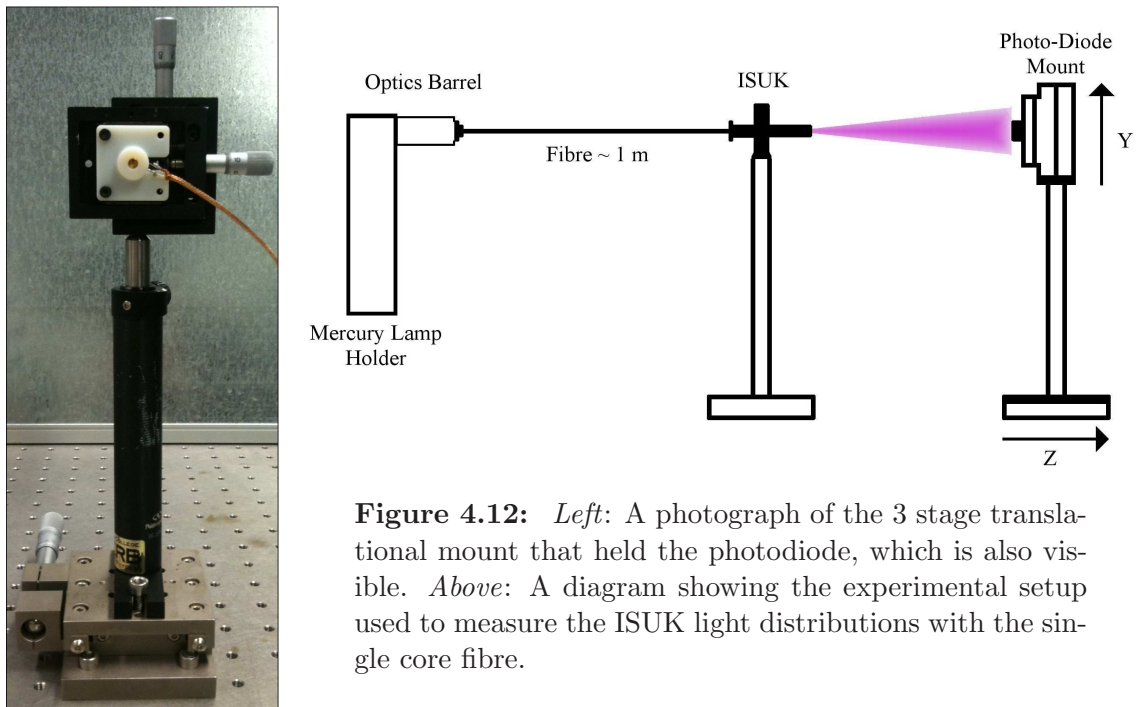 Optics Barrel
ISUK
Photo-Diode
Mount
Y
Fibre ~ 1 m
Mercury Lamp
Holder
Z
RB
Figure 4.12: Left: A photograph of the 3 stage transla-
tional mount that held the photodiode, which is also vis-
ible. Above: A diagram showing the experimental setup
used to measure the ISUK light distributions with the sin-
gle core fibre.